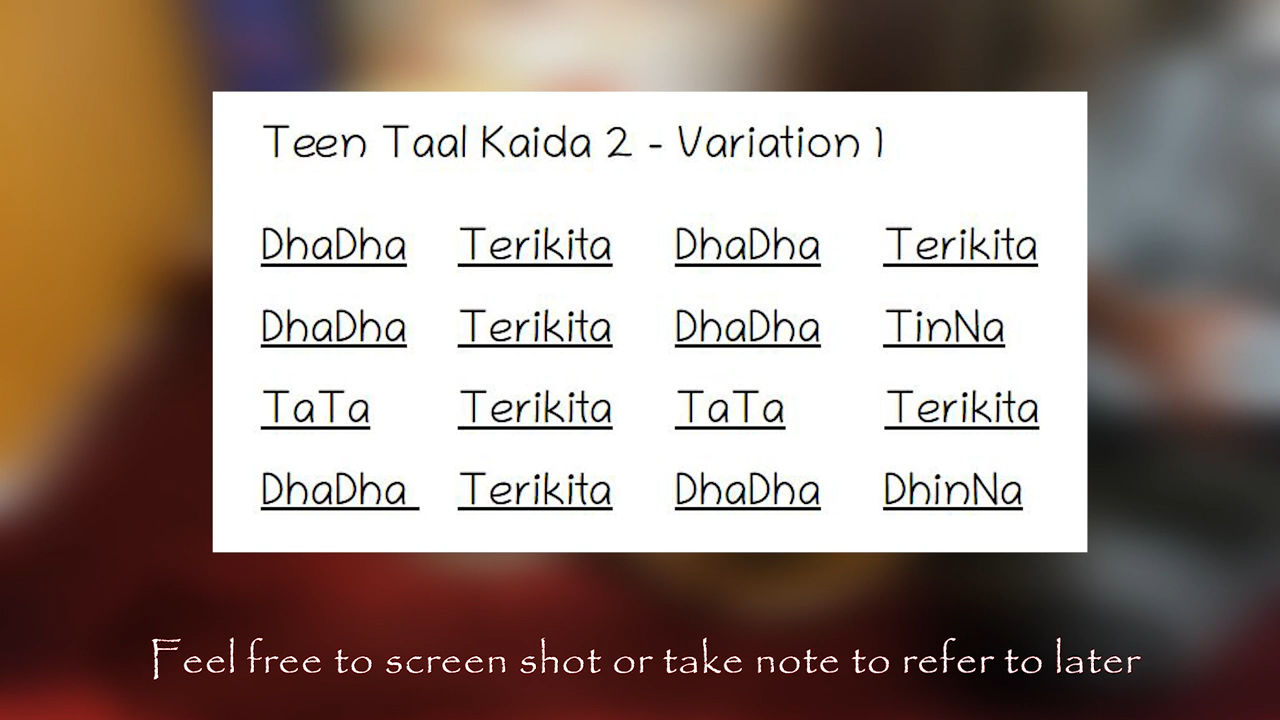 Teen Taal Kaida 2 - Variation 1
DhaDha Terikita DhaDha Terikita
DhaDha Terikita DhaDha TinNa
TaTa Terikita TaTa Terikita
DhaDha Terikita DhaDha DhinNa
Feel free to screen shot or take note to refer to later